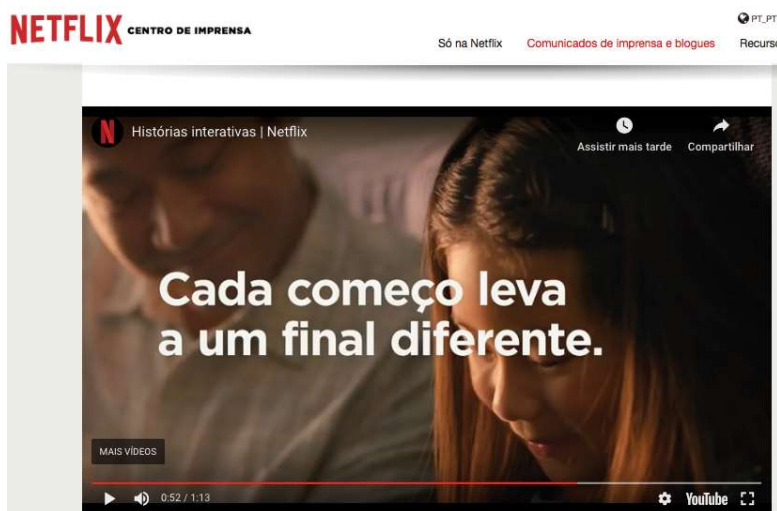 NETFLIX CENTRO DE IMPRENSA
PT_PT
Só na Netflix Comunicados de imprensa e blogues
N Histórias interativas | Netflix
Assistir mais tarde Compartilhar
Cada começo leva
a um final diferente.
MAIS VÍDEOS
0:52 / 1:13 YouTube